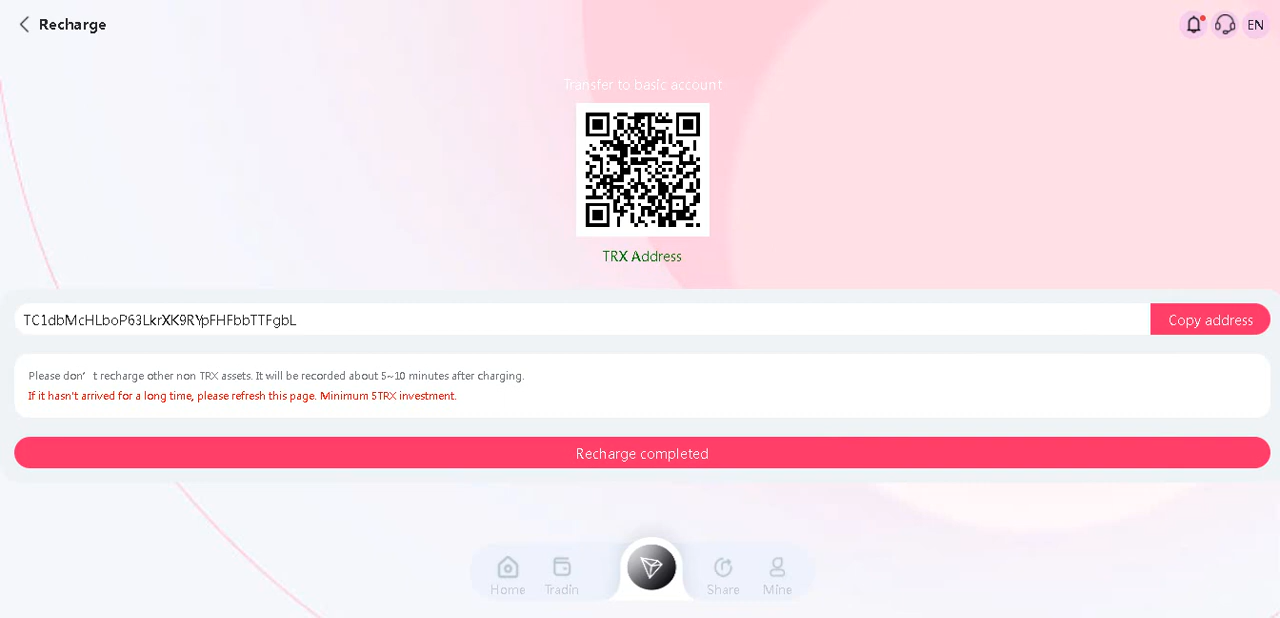 Recharge
EN
Transfer to basic account
TRX Address
TC1dbMcHLboP63LkrXK9RYpFHFbbTTFgbL
Copy address
Please don’t recharge other non TRX assets. It will be recorded about 5~10 minutes after charging.
If it hasn't arrived for a long time, please refresh this page. Minimum 5TRX investment.
Recharge completed
Home
Tradin
Share
Mine